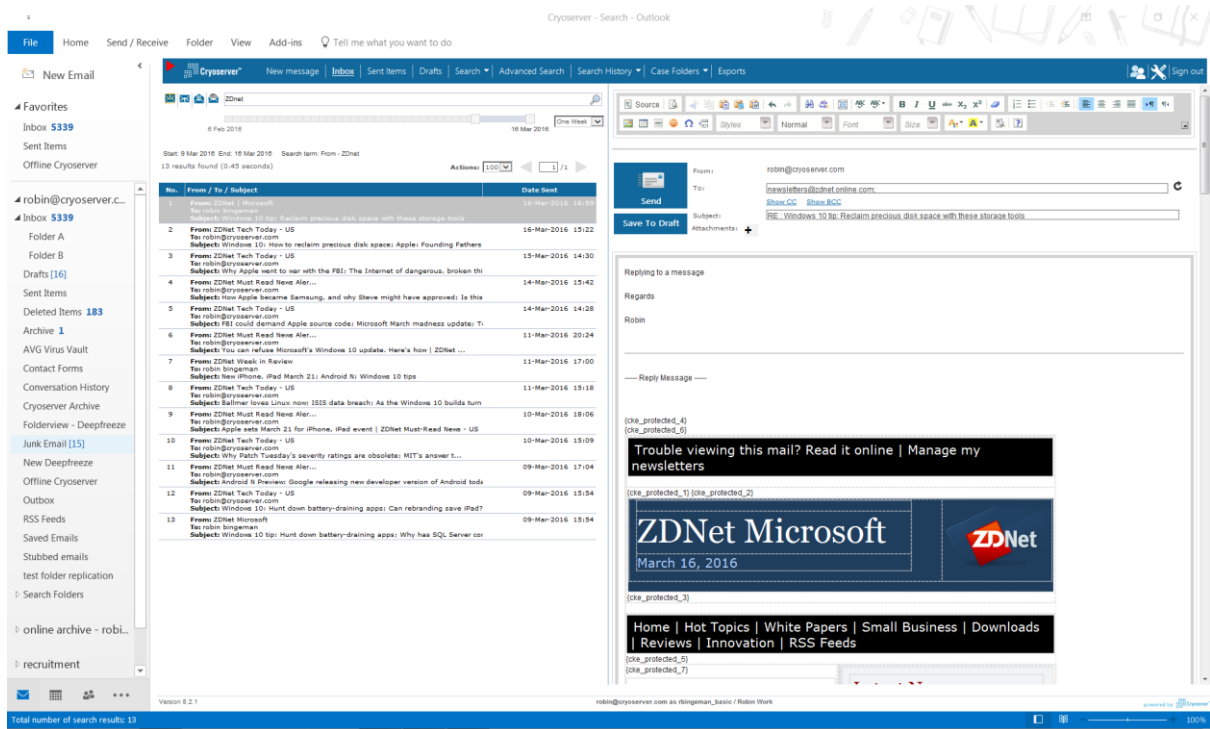 Cryoserver - Search - Outlook
File Home Send / Receive Folder View Add-ins Tell me what you want to do
New Email
Favorites
Inbox 5339
Sent Items
Offline Cryoserver
robin@cryoserver.c...
Inbox 5339
Folder A
Folder B
Drafts [16]
Sent Items
Deleted Items 183
Archive 1
AVG Virus Vault
Contact Forms
Conversation History
Cryoserver Archive
Folderview - Deepfreeze
Junk Email [15]
New Deepfreeze
Offline Cryoserver
Outbox
RSS Feeds
Saved Emails
Stubbed emails
test folder replication
Search Folders
online archive - robi...
recruitment
Cryoserver™ New message | Inbox | Sent Items | Drafts | Search | Advanced Search | Search History | Case Folders | Exports Sign out
ZDnet
6 Feb 2016 16 Mar 2016 One Week
Start: 9 Mar 2016 End: 16 Mar 2016 Search term: From - ZDnet
13 results found (0.45 seconds) Actions: 100 1 /1
No. From / To / Subject Date Sent
1 From: ZDNet | Microsoft 16-Mar-2016 16:59
To: robin bingeman
Subject: Windows 10 tip: Reclaim precious disk space with these storage tools
2 From: ZDNet Tech Today - US 16-Mar-2016 15:22
To: robin@cryoserver.com
Subject: Windows 10: How to reclaim precious disk space; Apple: Founding Fathers
3 From: ZDNet Tech Today - US 15-Mar-2016 14:30
To: robin@cryoserver.com
Subject: Why Apple went to war with the FBI; The Internet of dangerous, broken thi
4 From: ZDNet Must Read News Aler... 14-Mar-2016 15:42
To: robin@cryoserver.com
Subject: How Apple became Samsung, and why Steve might have approved; Is this
5 From: ZDNet Tech Today - US 14-Mar-2016 14:28
To: robin@cryoserver.com
Subject: FBI could demand Apple source code; Microsoft March madness update; T
6 From: ZDNet Must Read News Aler... 11-Mar-2016 20:24
To: robin@cryoserver.com
Subject: You can refuse Microsoft's Windows 10 update. Here's how | ZDNet ...
7 From: ZDNet Week in Review 11-Mar-2016 17:00
To: robin bingeman
Subject: New iPhone, iPad March 21; Android N; Windows 10 tips
8 From: ZDNet Tech Today - US 11-Mar-2016 15:18
To: robin@cryoserver.com
Subject: Ballmer loves Linux now; ISIS data breach; As the Windows 10 builds turn
9 From: ZDNet Must Read News Aler... 10-Mar-2016 18:06
To: robin@cryoserver.com
Subject: Apple sets March 21 for iPhone, iPad event | ZDNet Must-Read News - US
10 From: ZDNet Tech Today - US 10-Mar-2016 15:09
To: robin@cryoserver.com
Subject: Why Patch Tuesday's severity ratings are obsolete; MIT's answer t...
11 From: ZDNet Must Read News Aler... 09-Mar-2016 17:04
To: robin@cryoserver.com
Subject: Android N Preview: Google releasing new developer version of Android toda
12 From: ZDNet Tech Today - US 09-Mar-2016 15:54
To: robin@cryoserver.com
Subject: Windows 10: Hunt down battery-draining apps; Can rebranding save iPad?
13 From: ZDNet Microsoft 09-Mar-2016 15:54
To: robin bingeman
Subject: Windows 10 tip: Hunt down battery-draining apps; Why has SQL Server cor
Source B I U abc X₂ X²
Styles Normal Font Size
Send
Save To Draft
From: robin@cryoserver.com
To: newsletters@zdnet.online.com;
Show CC Show BCC
Subject: RE : Windows 10 tip: Reclaim precious disk space with these storage tools
Attachments: +
Replying to a message
Regards
Robin
----- Reply Message -----
{cke_protected_4}
{cke_protected_6}
Trouble viewing this mail? Read it online | Manage my
newsletters
{cke_protected_1} {cke_protected_2}
ZDNet Microsoft
March 16, 2016
ZDNet
{cke_protected_3}
Home | Hot Topics | White Papers | Small Business | Downloads
| Reviews | Innovation | RSS Feeds
{cke_protected_5}
{cke_protected_7}
Version 8.2.1 robin@cryoserver.com as rbingeman_basic / Robin Work powered by Cryoserver
Total number of search results: 13 100%